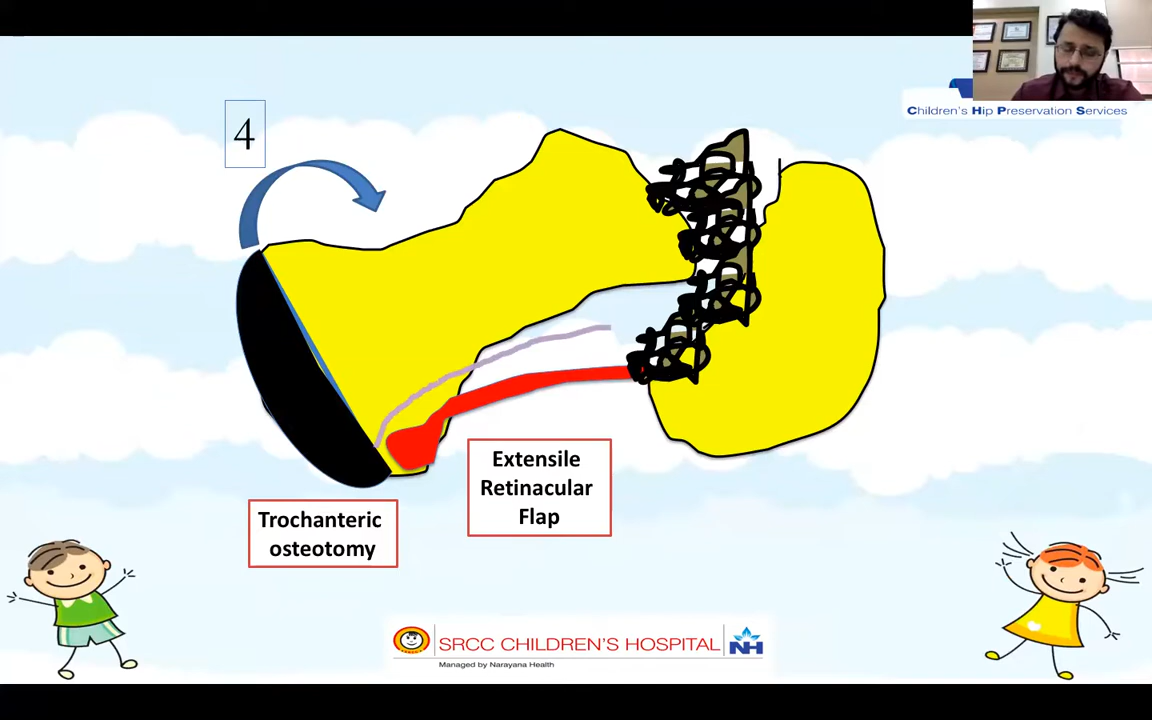 4
Children's Hip Preservation Services
Extensile
Retinacular
Flap
Trochanteric
osteotomy
SRCC CHILDREN'S HOSPITAL
NH
Managed by Narayana Health